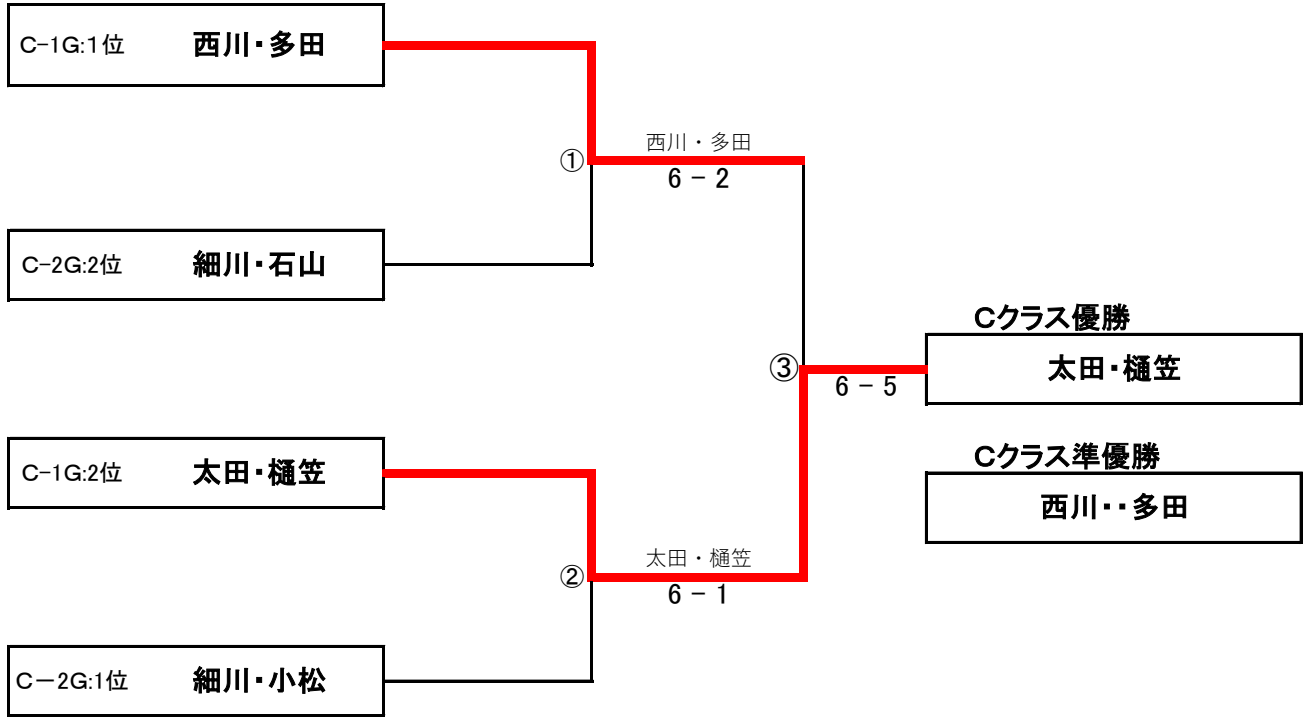 C-1G:1位 西川・多田
西川・多田
①
6 - 2
C-2G:2位 細川・石山
Cクラス優勝
太田・樋笠
③
6 - 5
Cクラス準優勝
西川・・多田
C-1G:2位 太田・樋笠
太田・樋笠
②
6 - 1
C－2G:1位 細川・小松